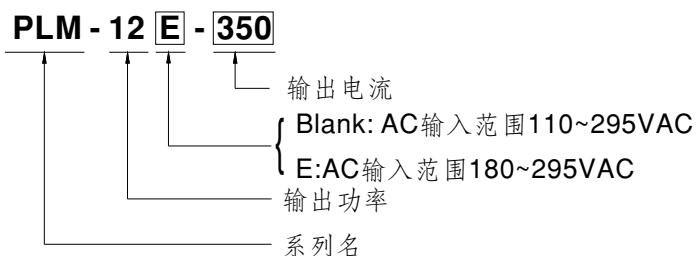 PLM - 12 E - 350
输出电流
Blank: AC输入范围110~295VAC
E:AC输入范围180~295VAC
输出功率
系列名